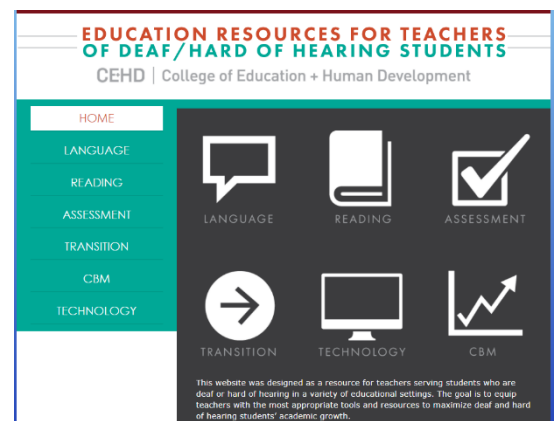 EDUCATION RESOURCES FOR TEACHERS
OF DEAF/HARD OF HEARING STUDENTS
CEHD | College of Education + Human Development
HOME
LANGUAGE
READING
ASSESSMENT
TRANSITION
CBM
TECHNOLOGY
LANGUAGE READING ASSESSMENT
TRANSITION TECHNOLOGY CBM
This website was designed as a resource for teachers serving students who are
deaf or hard of hearing in a variety of educational settings. The goal is to equip
teachers with the most appropriate tools and resources to maximize deaf and hard
of hearing students' academic growth.